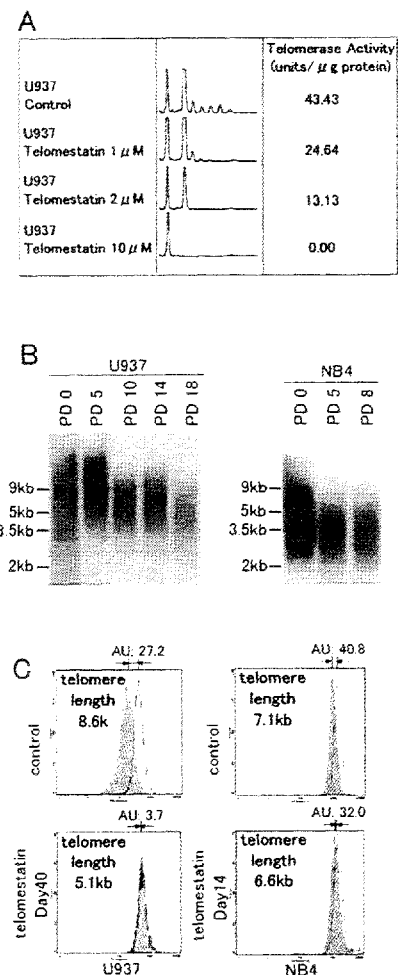 A
Telomerase Activity
(units/ μg protein)
U937
Control
43.43
U937
Telomestatin 1 μM
24.64
U937
Telomestatin 2 μM
13.13
U937
Telomestatin 10 μM
0.00
B
U937
NB4
PD 0
PD 5
PD 10
PD 14
PD 18
PD 0
PD 5
PD 8
9kb
5kb
3.5kb
2kb
9kb
5kb
3.5kb
2kb
C
AU: 27.2
AU: 40.8
control
telomere
length
8.6k
control
telomere
length
7.1kb
AU: 3.7
AU: 32.0
telomestatin
Day40
telomere
length
5.1kb
telomestatin
Day14
telomere
length
6.6kb
U937
NB4